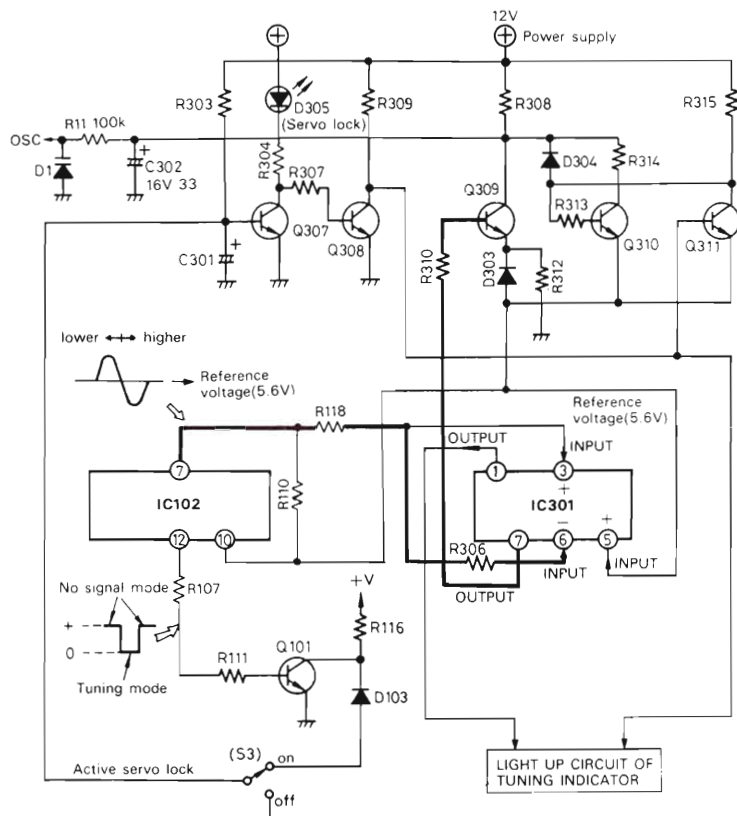 12V
Power supply
R303
D305
(Servo lock)
R309
R308
R315
R11 100k
OSC
D1
C302
16V 33
R304
R307
D304
R314
Q309
R313
Q307
Q308
Q310
Q311
C301
R310
D303
R312
lower higher
Reference
voltage(5.6V)
R118
Reference
voltage(5.6V)
OUTPUT
INPUT
7
1
3
IC102
R110
IC301
+
-
+
12
10
R306
7
6
5
INPUT
INPUT
OUTPUT
No signal mode
R107
+
0
Tuning mode
+V
R116
R111
Q101
D103
(S3)
on
Active servo lock
off
LIGHT UP CIRCUIT OF
TUNING INDICATOR